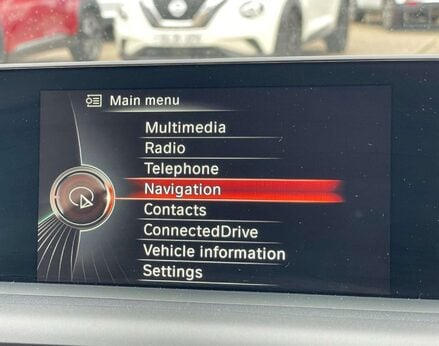 Main menu
Multimedia
Radio
Telephone
Navigation
Contacts
ConnectedDrive
Vehicle information
Settings